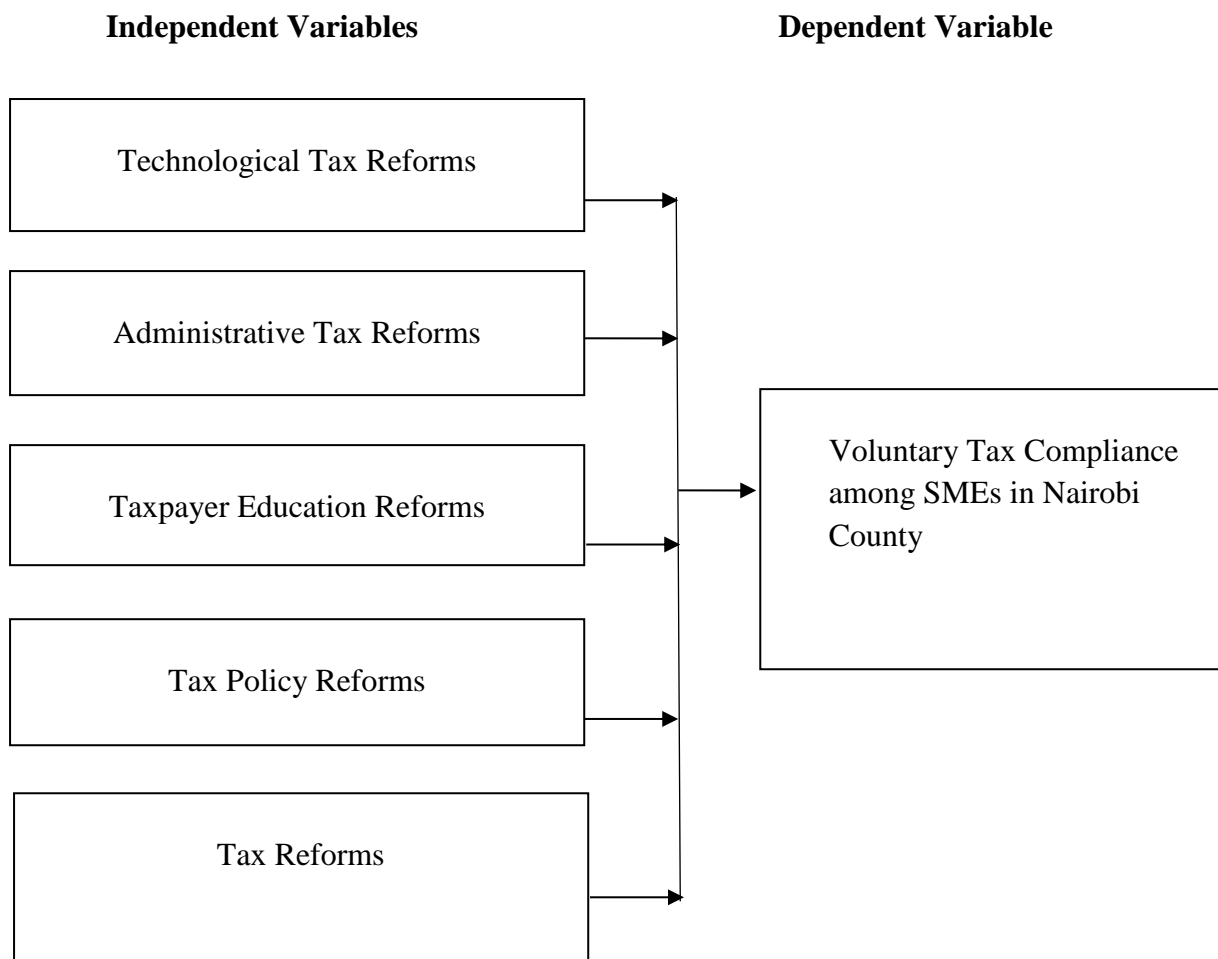 Independent Variables
Dependent Variable
Technological Tax Reforms
Administrative Tax Reforms
Taxpayer Education Reforms
Tax Policy Reforms
Tax Reforms
Voluntary Tax Compliance
among SMEs in Nairobi
County